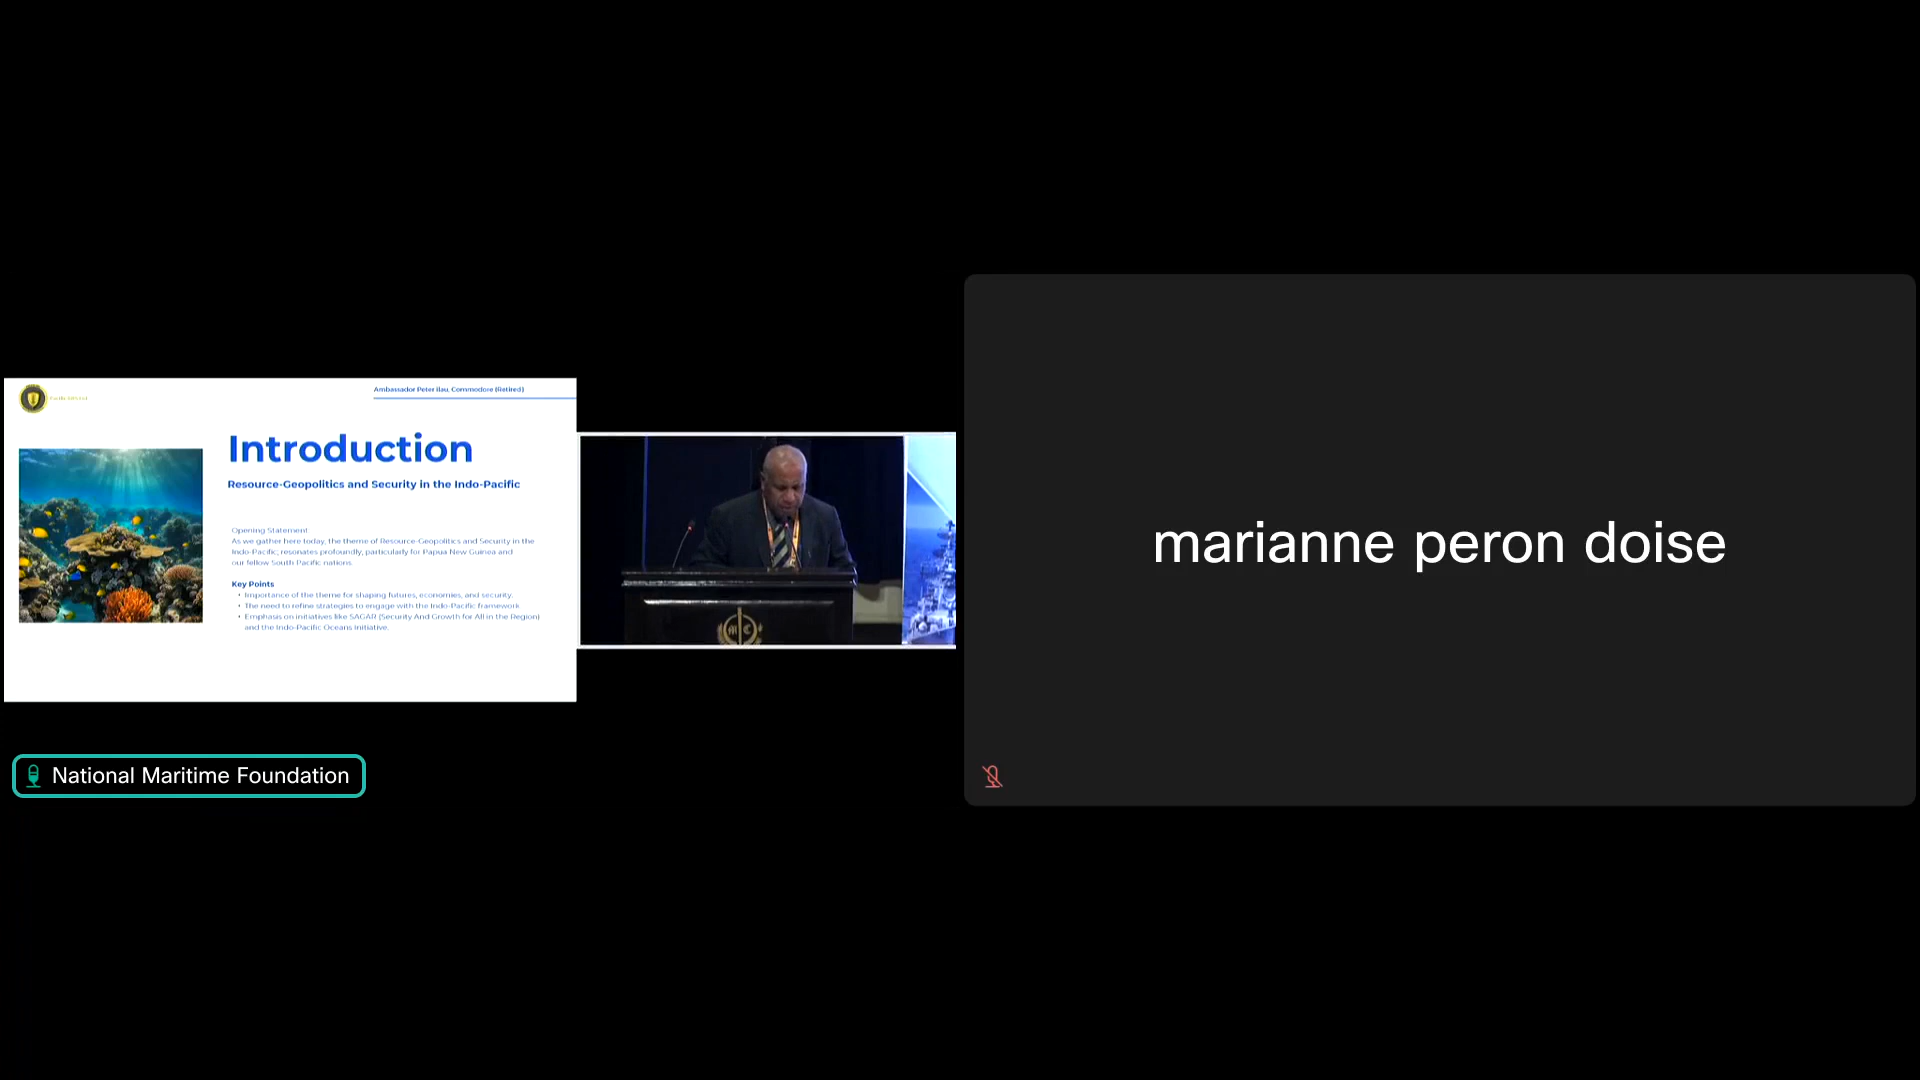 Ambassador Peter Ilau, Commodore (Retired)
Introduction
Resource-Geopolitics and Security in the Indo-Pacific
Opening Statement
As we gather here today, the theme of Resource-Geopolitics and Security in the
Indo-Pacific, resonates profoundly, particularly for Papua New Guinea and
our fellow South Pacific nations.
Key Points
• Importance of the theme for shaping futures, economies, and security.
• The need to refine strategies to engage with the Indo-Pacific framework
• Emphasis on initiatives like SAGAR (Security And Growth for All in the Region)
and the Indo-Pacific Oceans Initiative.
National Maritime Foundation
marianne peron doise